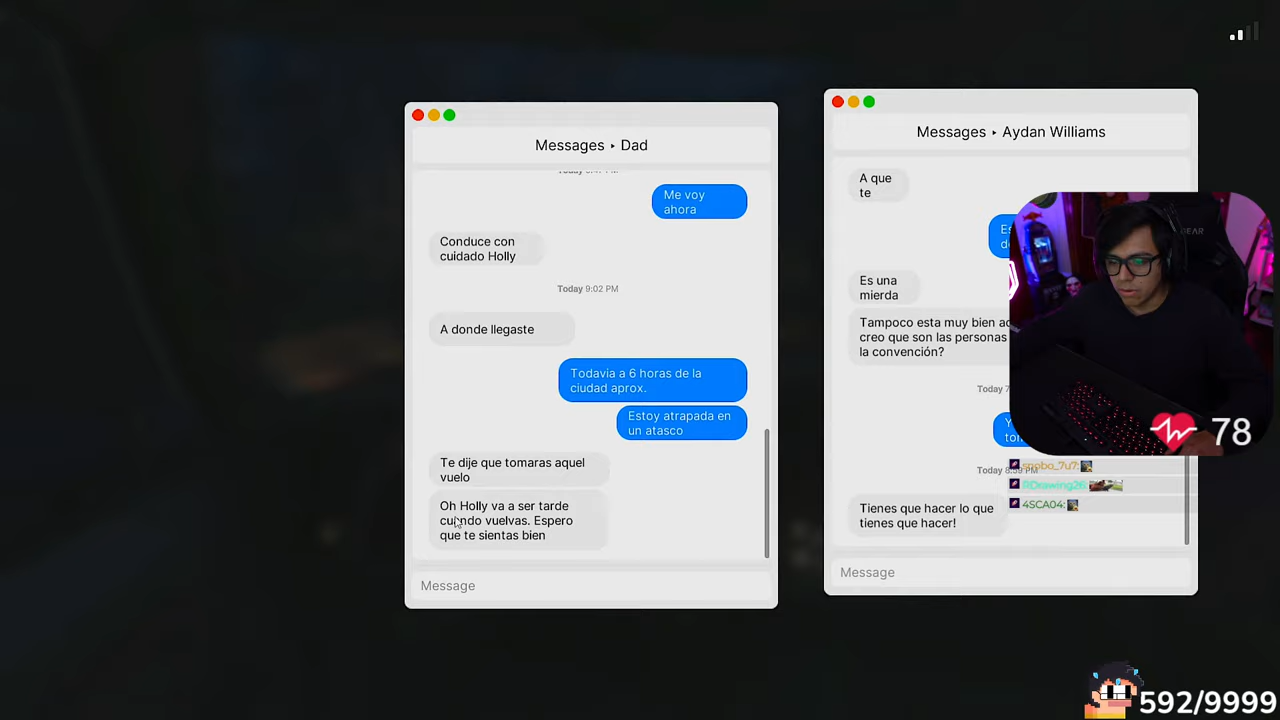 Messages ▸ Dad
Me voy
ahora
Conduce con
cuidado Holly
Today 9:02 PM
A donde llegaste
Todavia a 6 horas de la
ciudad aprox.
Estoy atrapada en
un atasco
Te dije que tomaras aquel
vuelo
Oh Holly va a ser tarde
cuando vuelvas. Espero
que te sientas bien
Message
Messages ▸ Aydan Williams
A que
te
Es una
mierda
Tampoco esta muy bien
creo que son las personas
la convención?
Today
Today
Tienes que hacer lo que
tienes que hacer!
Message
78
spobo_7u7:
RDrawing26:
4SCA04:
592/9999